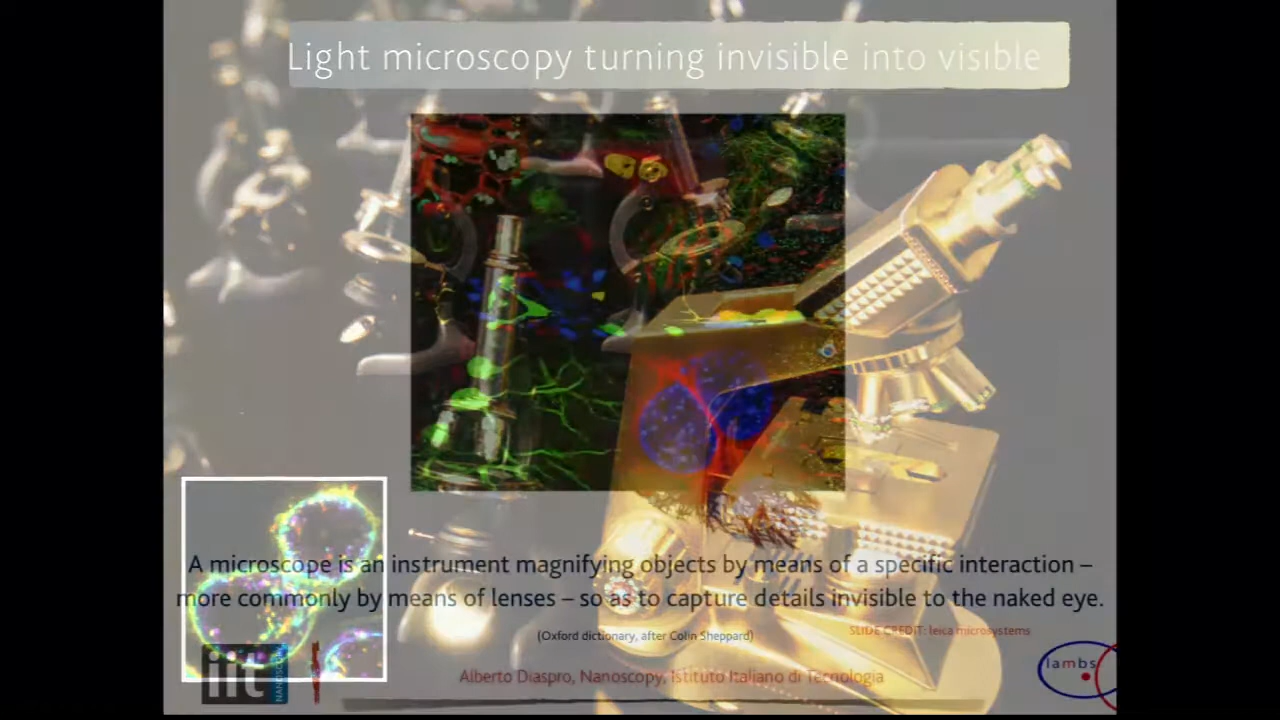 Light microscopy turning invisible into visible
A microscope is an instrument magnifying objects by means of a specific interaction –
more commonly by means of lenses – so as to capture details invisible to the naked eye.
(Oxford dictionary, after Colin Sheppard)
SLIDE CREDIT: leica microsystems
iit
NANOSCOPY
Alberto Diaspro, Nanoscopy, Istituto Italiano di Tecnologia
lambs